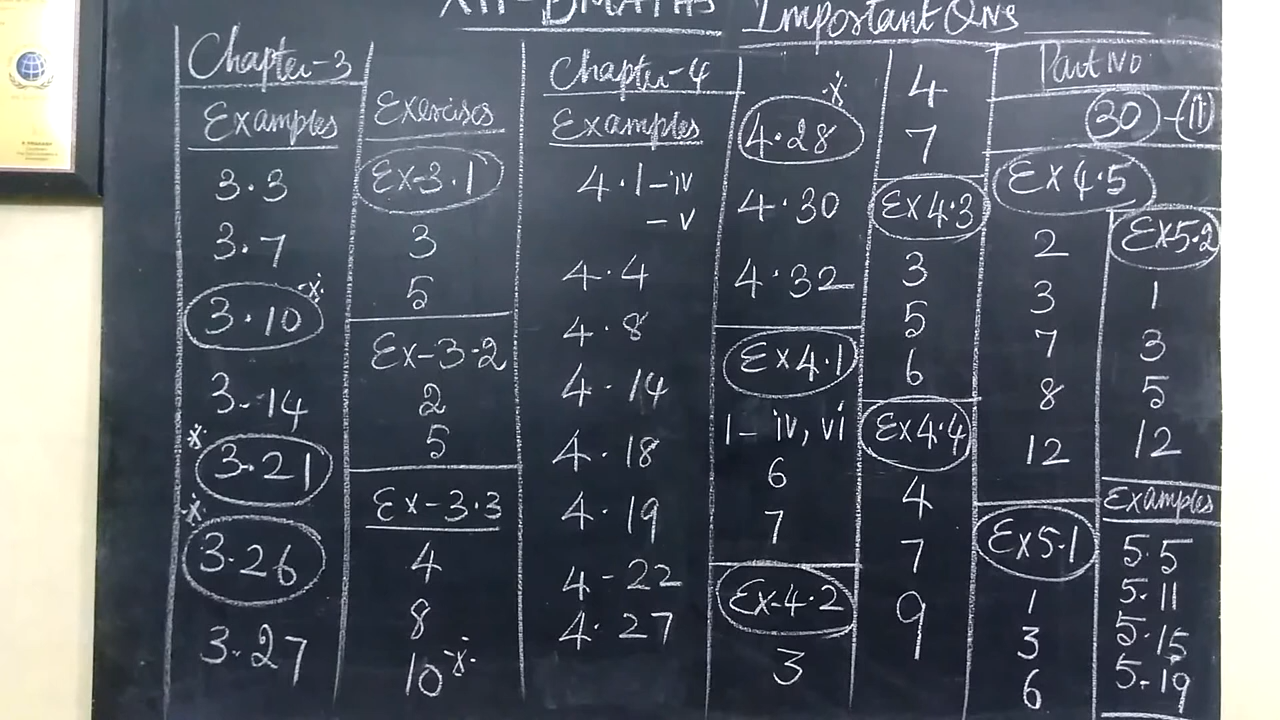 XII-BMATHS Important Qns
Chapter-3
Examples
3.3
3.7
3.10
3.14
3.21
3.26
3.27
Exercises
Ex-3.1
3
5
Ex-3.2
2
5
Ex-3.3
4
8
10
Chapter-4
Examples
4.1-iv
-v
4.4
4.8
4.14
4.18
4.19
4-22
4.27
4.28
4.30
4.32
Ex4.1
1-iv, vi
6
7
Ex-4.2
3
4
7
Ex4.3
3
5
6
Ex4.4
4
7
9
Part No
30-(ii)
Ex 4.5
2
3
7
8
12
Ex5.1
1
3
6
Ex5.2
1
3
5
12
Examples
5.5
5.11
5.15
5.19